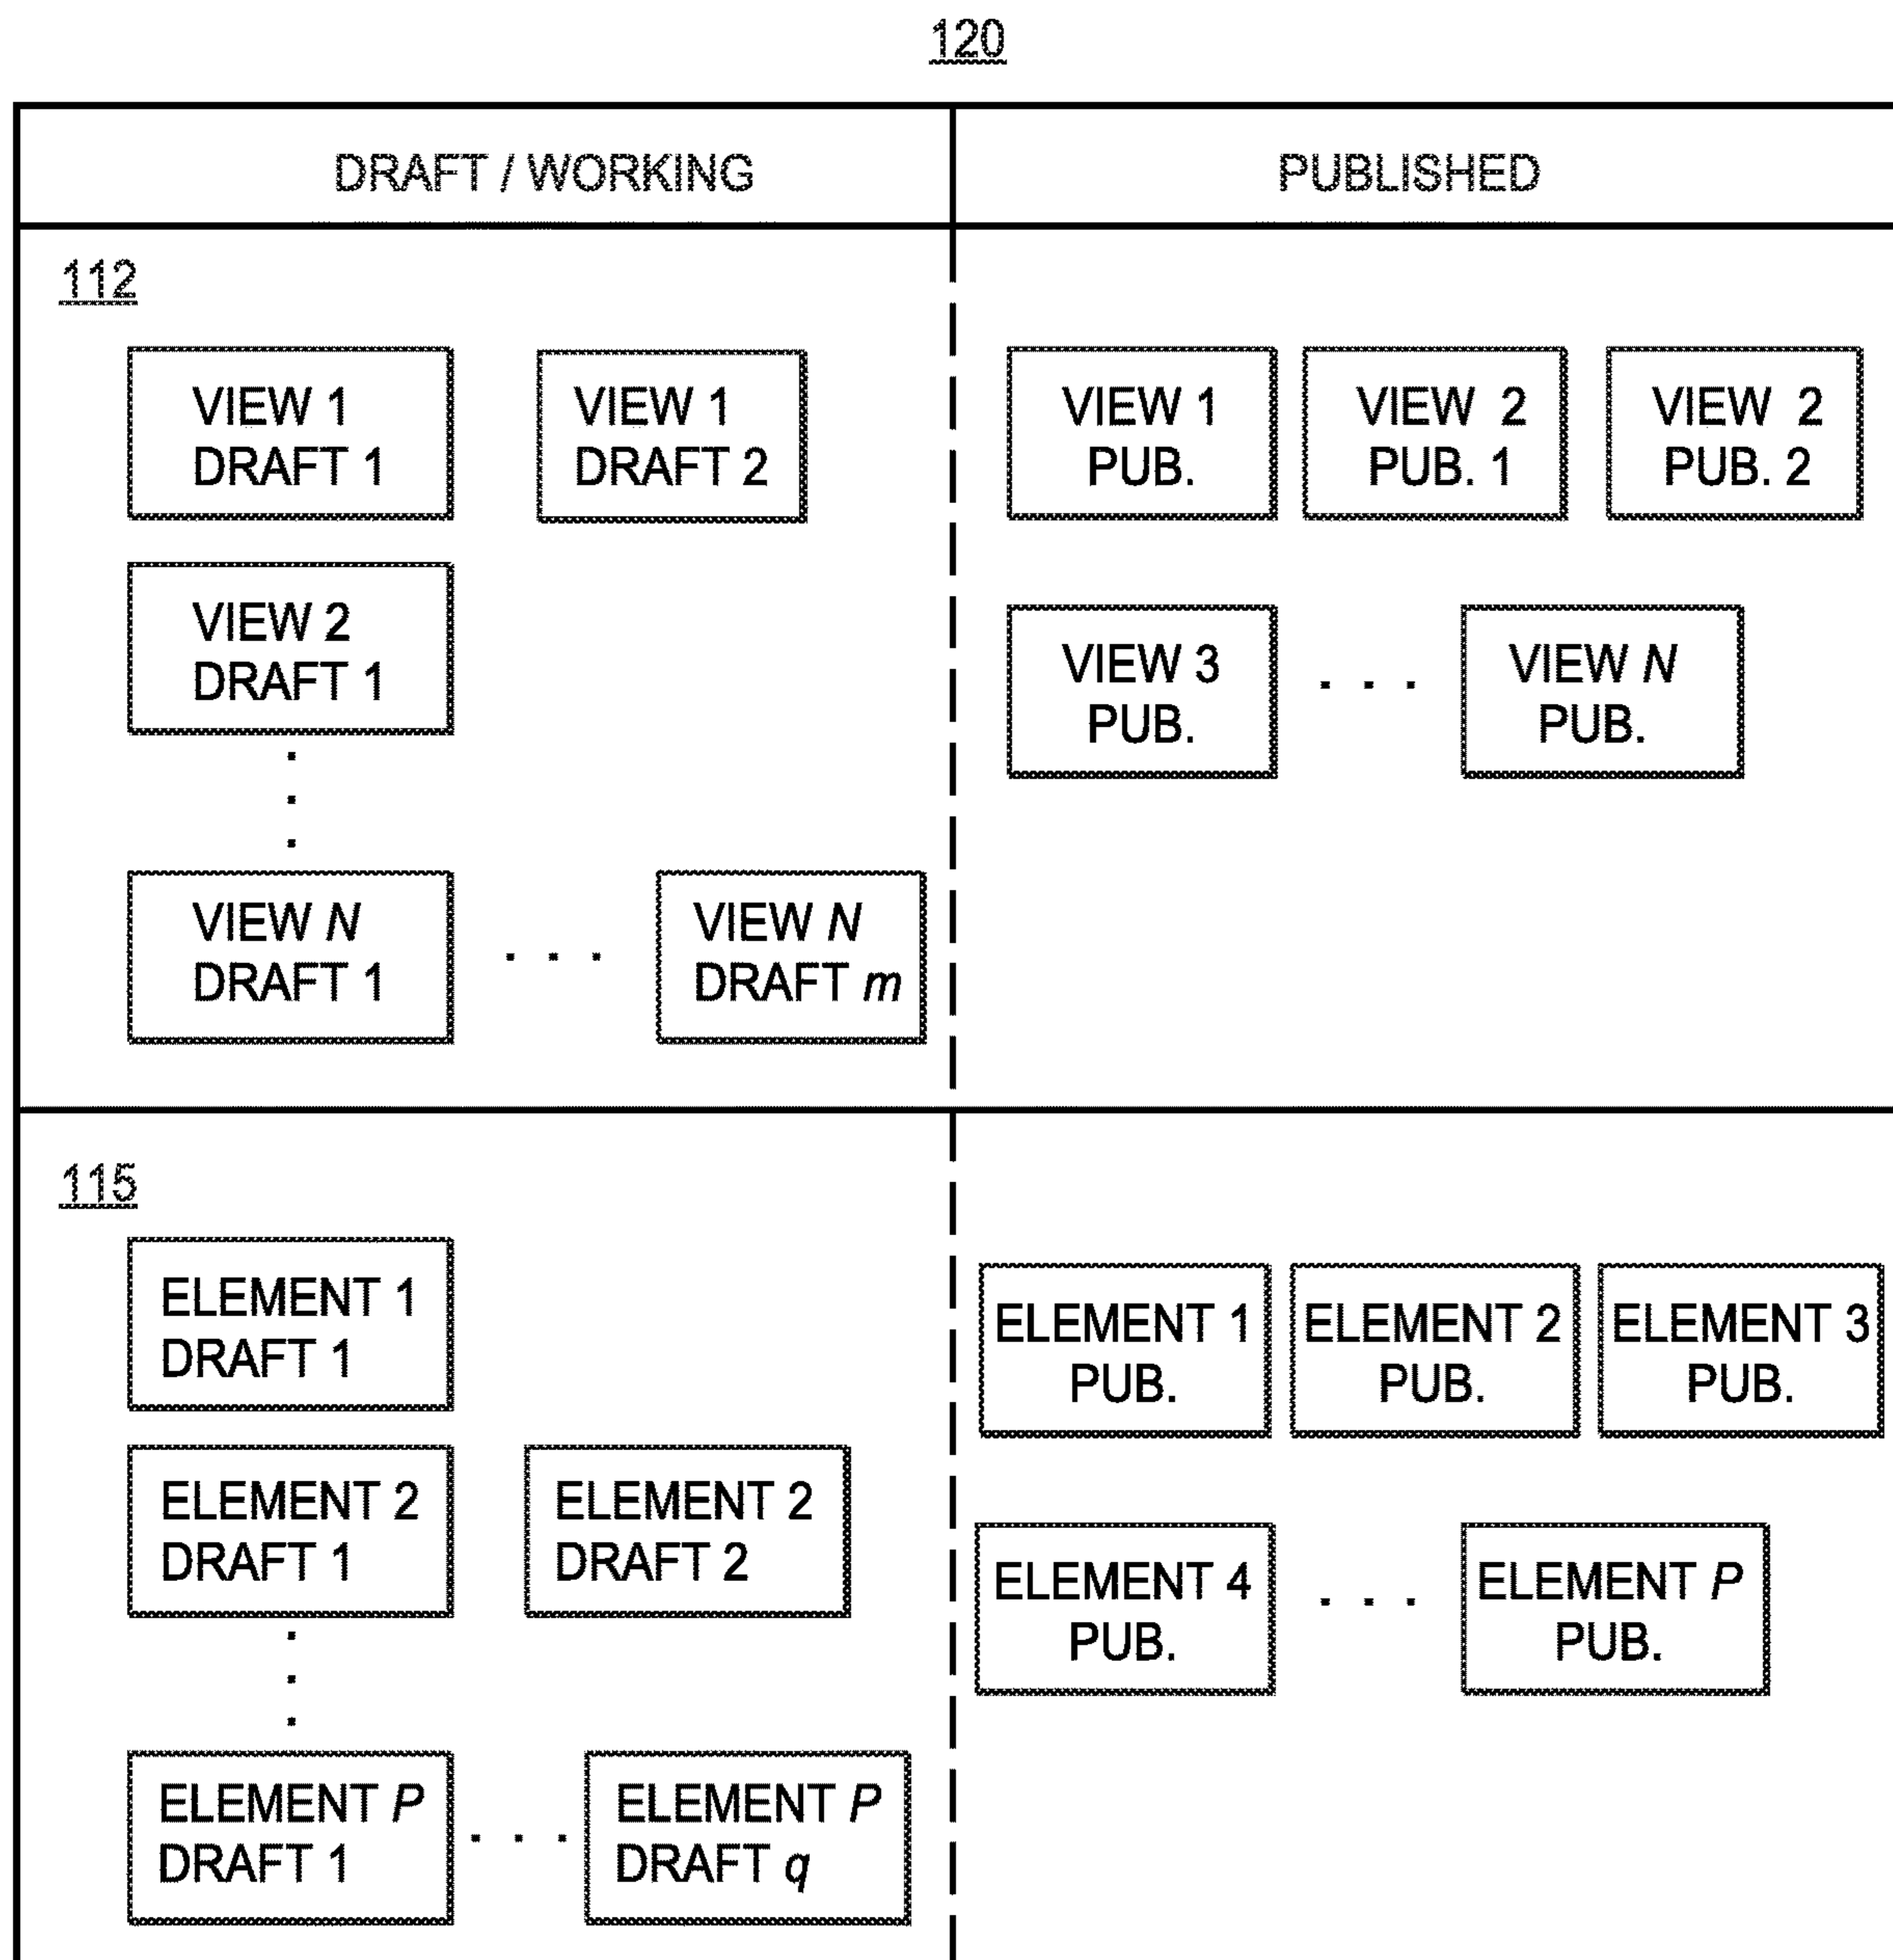 120
DRAFT / WORKING
PUBLISHED
112
VIEW 1
DRAFT 1
VIEW 1
DRAFT 2
VIEW 2
DRAFT 1
VIEW N
DRAFT 1
. . .
VIEW N
DRAFT m
VIEW 1
PUB.
VIEW 2
PUB. 1
VIEW 2
PUB. 2
VIEW 3
PUB.
. . .
VIEW N
PUB.
115
ELEMENT 1
DRAFT 1
ELEMENT 2
DRAFT 1
ELEMENT 2
DRAFT 2
ELEMENT P
DRAFT 1
. . .
ELEMENT P
DRAFT q
ELEMENT 1
PUB.
ELEMENT 2
PUB.
ELEMENT 3
PUB.
ELEMENT 4
PUB.
. . .
ELEMENT P
PUB.